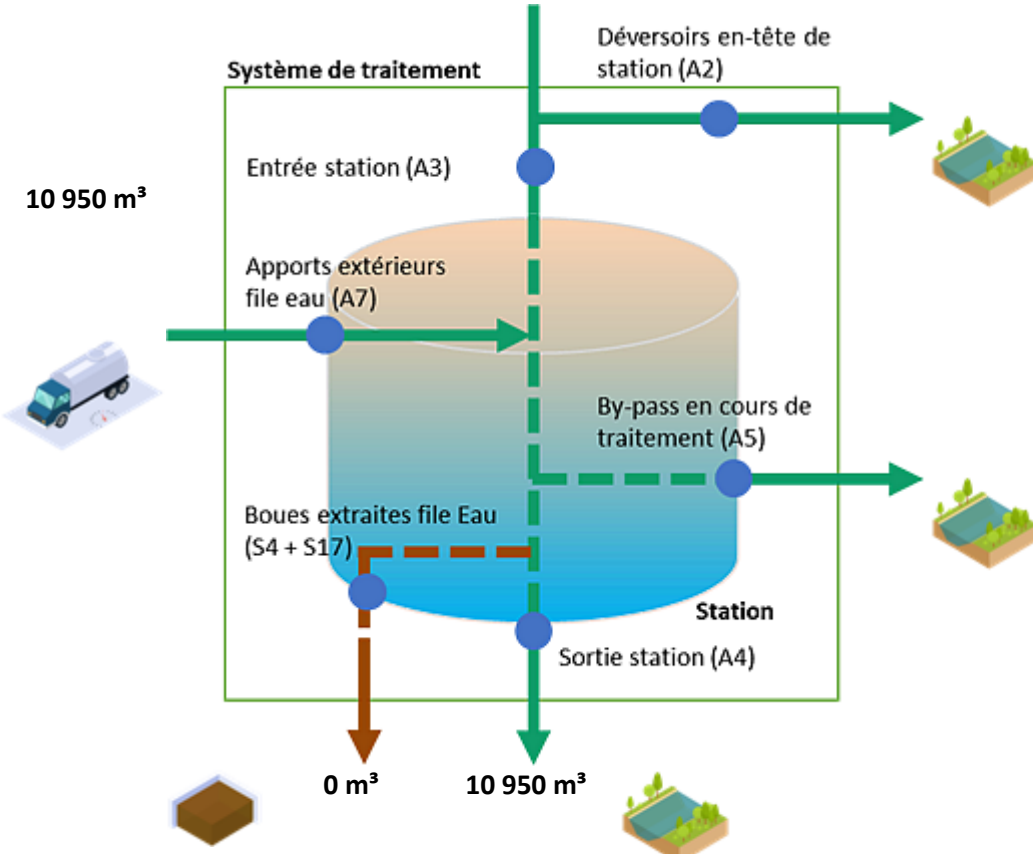 Déversoirs en-tête de
station (A2)
Système de traitement
Entrée station (A3)
10 950 m³
Apports extérieurs
file eau (A7)
By-pass en cours de
traitement (A5)
Boues extraites file Eau
(S4 + S17)
Station
Sortie station (A4)
0 m³
10 950 m³